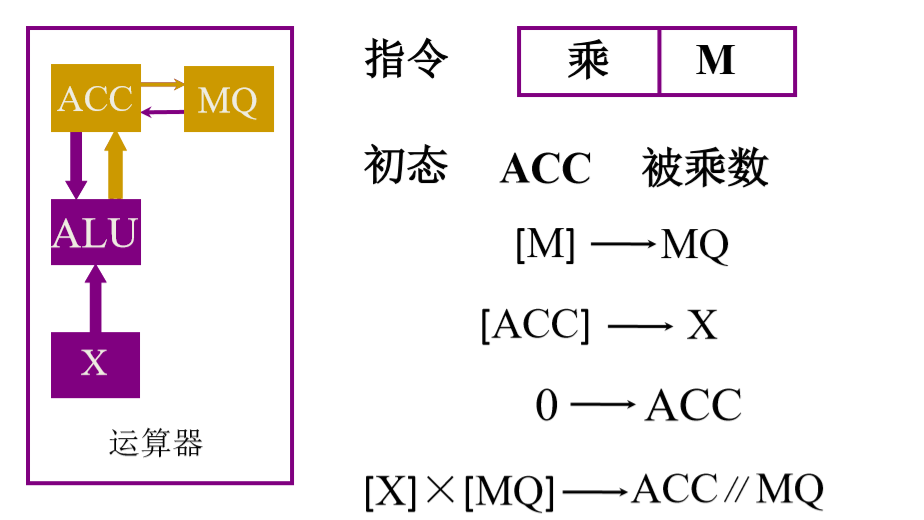 ACC MQ
ALU
X
运算器
指令 乘 M
初态 ACC 被乘数
[M] → MQ
[ACC] → X
0 → ACC
[X]×[MQ] → ACC∥MQ